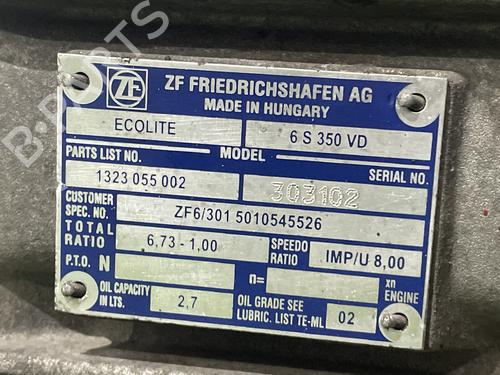 ZF
ZF FRIEDRICHSHAFEN AG
MADE IN HUNGARY
ECOLITE 6 S 350 VD
PARTS LIST NO. MODEL SERIAL NO.
1323 055 002 303102
CUSTOMER SPEC. NO. ZF6/301 5010545526
TOTAL RATIO 6,73 - 1,00 SPEEDO RATIO IMP/U 8,00
P.T.O. N n= xn ENGINE
OIL CAPACITY IN LTS. 2,7 OIL GRADE SEE LUBRIC. LIST TE-ML 02
B-PARTS